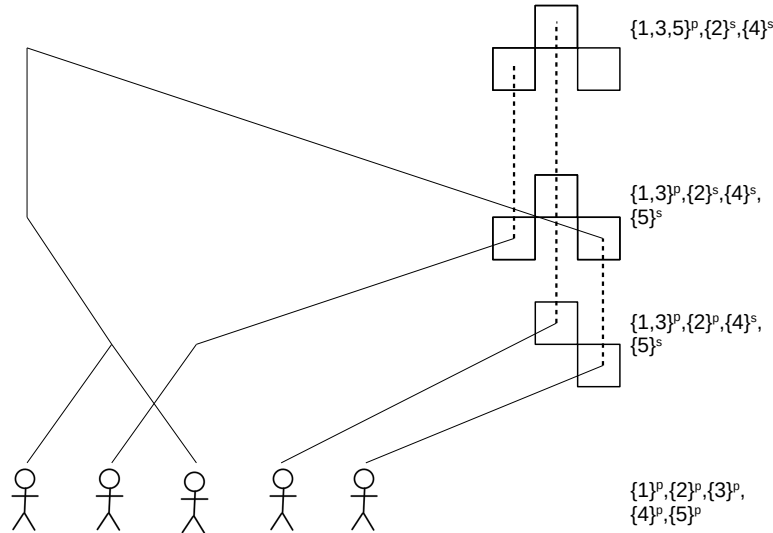 {1,3,5}ᵖ,{2}ˢ,{4}ˢ
{1,3}ᵖ,{2}ˢ,{4}ˢ,
{5}ˢ
{1,3}ᵖ,{2}ᵖ,{4}ˢ,
{5}ˢ
{1}ᵖ,{2}ᵖ,{3}ᵖ,
{4}ᵖ,{5}ᵖ